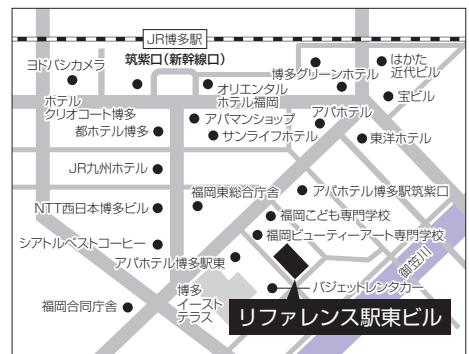 JR博多駅
筑紫口(新幹線口)
ヨドバシカメラ
博多グリーンホテル
はかた
近代ビル
オリエンタル
ホテル福岡
宝ビル
ホテル
クリオコート博多
アパマンショップ
アパホテル
都ホテル博多
サンライフホテル
東洋ホテル
JR九州ホテル
福岡東総合庁舎
アパホテル博多駅筑紫口
NTT西日本博多ビル
福岡こども専門学校
福岡ビューティーアート専門学校
シアトルベストコーヒー
アパホテル博多駅東
御笠川
博多
イースト
テラス
バジェットレンタカー
福岡合同庁舎
リファレンス駅東ビル